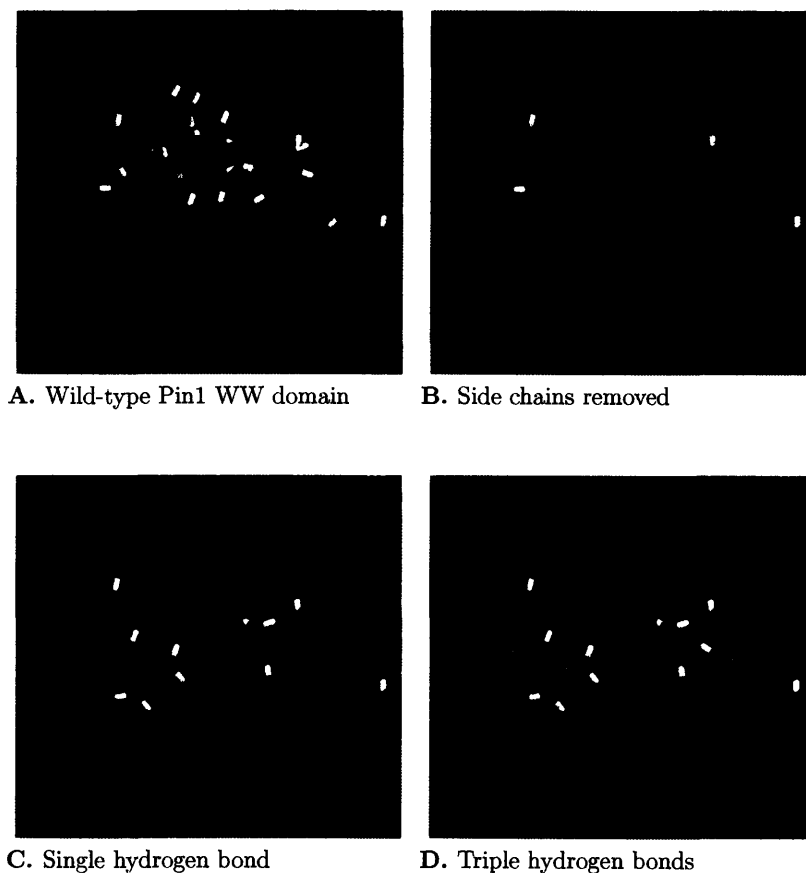 A. Wild-type Pin1 WW domain
B. Side chains removed
C. Single hydrogen bond
D. Triple hydrogen bonds